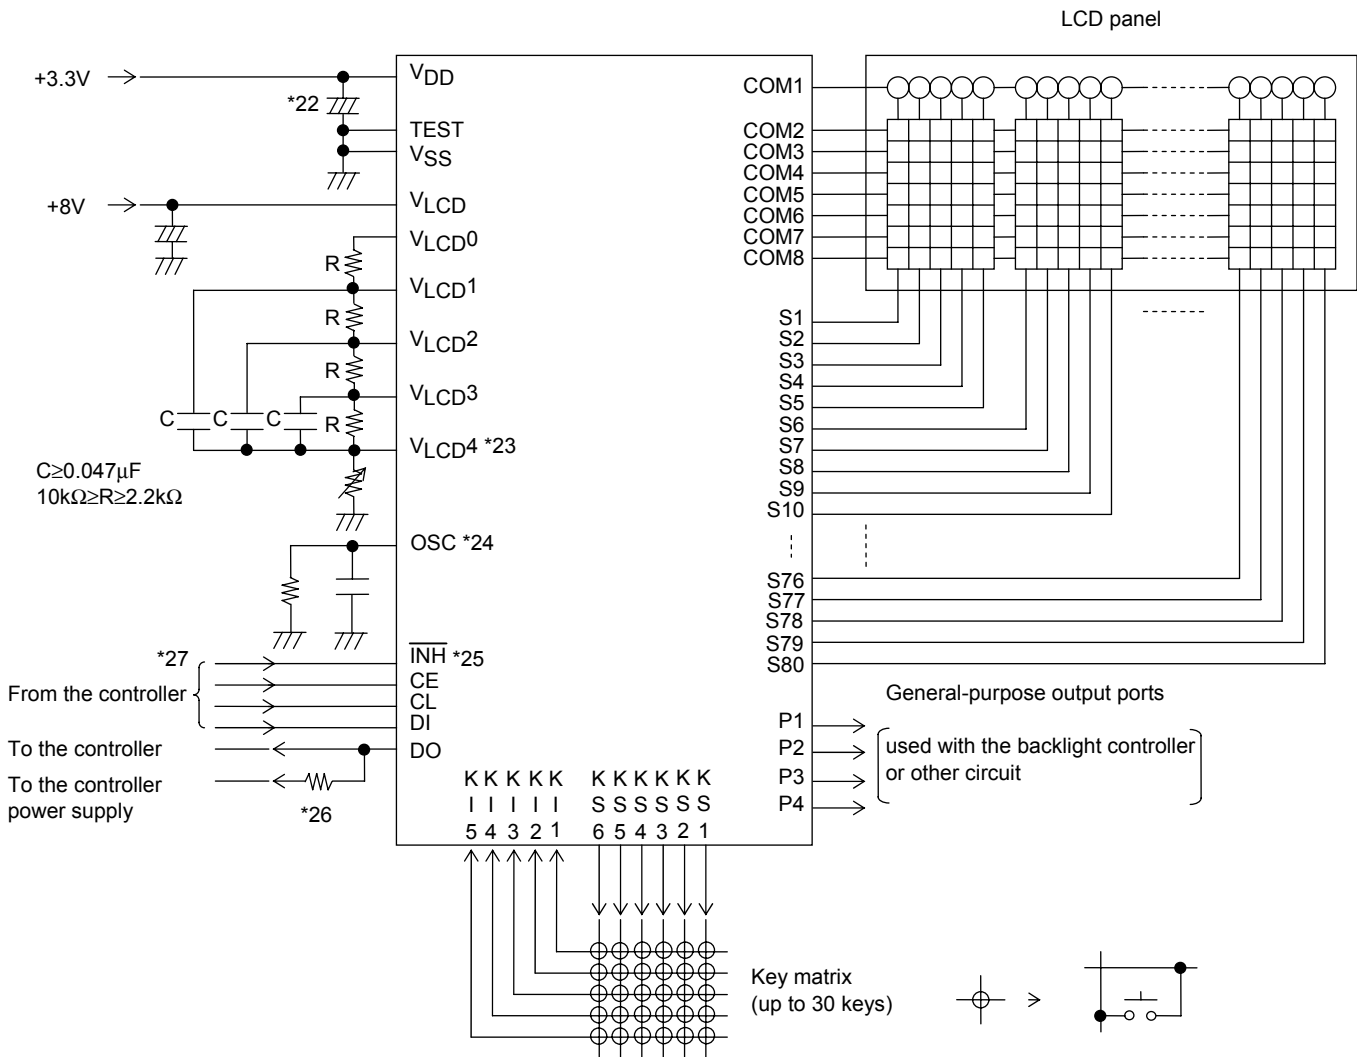 LCD panel
+3.3V
VDD
*22
TEST
VSS
+8V
VLCD
VLCD0
R
VLCD1
R
VLCD2
R
VLCD3
C
C
C
R
VLCD4 *23
C≥0.047μF
10kΩ≥R≥2.2kΩ
OSC *24
*27
INH *25
From the controller
CE
CL
DI
To the controller
DO
To the controller
power supply
*26
COM1
COM2
COM3
COM4
COM5
COM6
COM7
COM8
S1
S2
S3
S4
S5
S6
S7
S8
S9
S10
S76
S77
S78
S79
S80
General-purpose output ports
P1
P2
P3
P4
used with the backlight controller
or other circuit
K K K K K K K K K K K
I I I I I S S S S S S
5 4 3 2 1 6 5 4 3 2 1
Key matrix
(up to 30 keys)